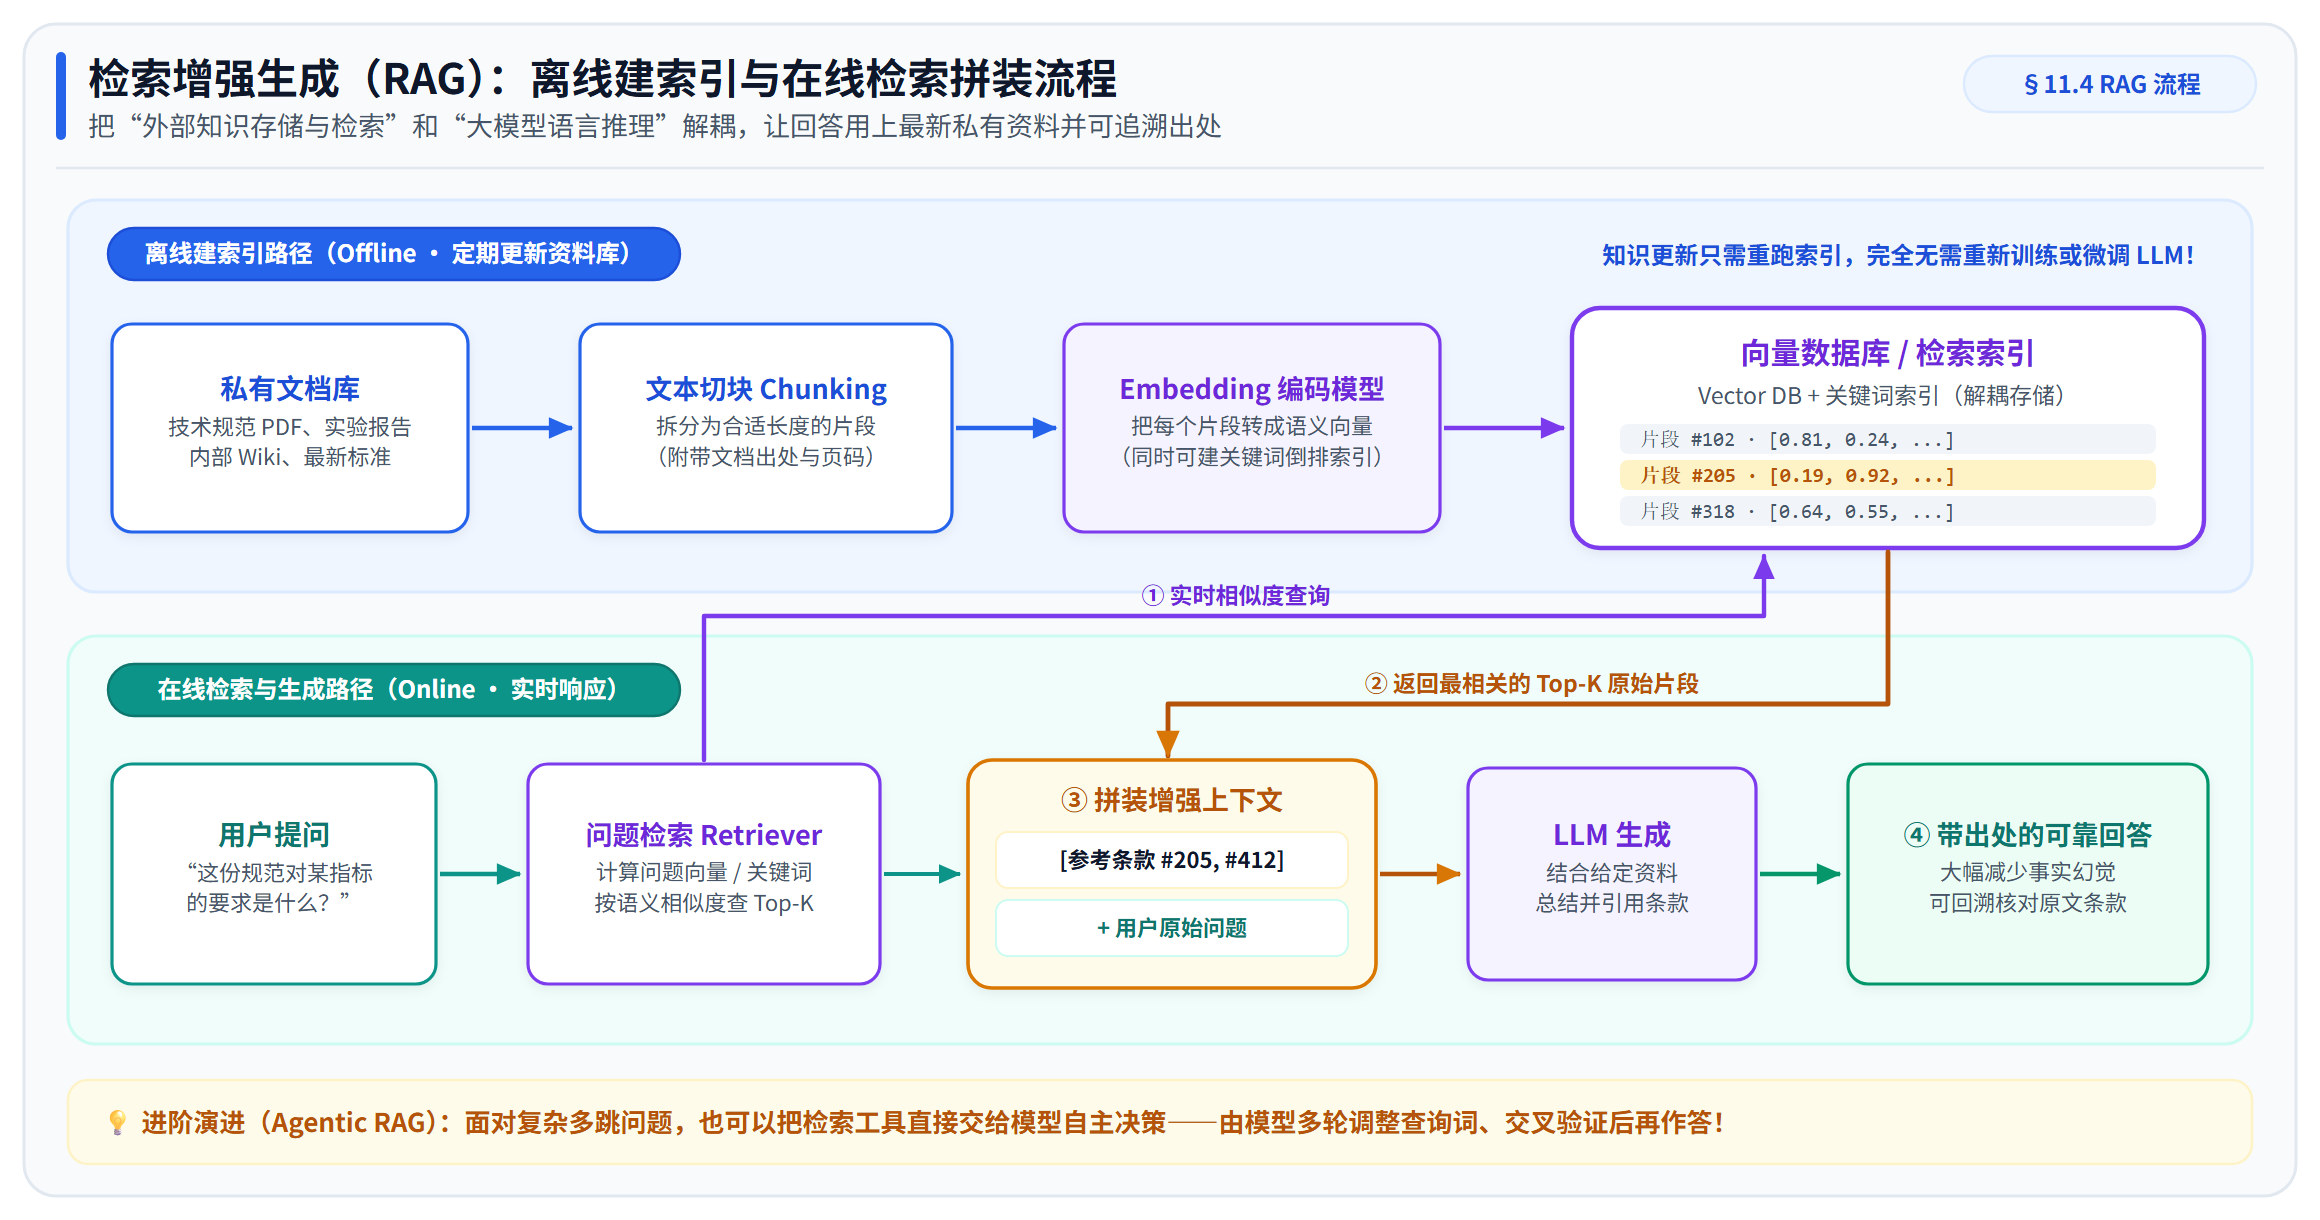 检索增强生成（RAG）：离线建索引与在线检索拼装流程
把“外部知识存储与检索”和“大模型语言推理”解耦，让回答用上最新私有资料并可追溯出处
§ 11.4 RAG 流程
离线建索引路径（Offline · 定期更新资料库）
知识更新只需重跑索引，完全无需重新训练或微调 LLM！
私有文档库
技术规范 PDF、实验报告
内部 Wiki、最新标准
文本切块 Chunking
拆分为合适长度的片段
（附带文档出处与页码）
Embedding 编码模型
把每个片段转成语义向量
（同时可建关键词倒排索引）
向量数据库 / 检索索引
Vector DB + 关键词索引（解耦存储）
片段 #102 · [0.81, 0.24, ...]
片段 #205 · [0.19, 0.92, ...]
片段 #318 · [0.64, 0.55, ...]
① 实时相似度查询
在线检索与生成路径（Online · 实时响应）
② 返回最相关的 Top-K 原始片段
用户提问
“这份规范对某指标
的要求是什么？”
问题检索 Retriever
计算问题向量 / 关键词
按语义相似度查 Top-K
③ 拼装增强上下文
[参考条款 #205, #412]
+ 用户原始问题
LLM 生成
结合给定资料
总结并引用条款
④ 带出处的可靠回答
大幅减少事实幻觉
可回溯核对原文条款
💡 进阶演进（Agentic RAG）：面对复杂多跳问题，也可以把检索工具直接交给模型自主决策——由模型多轮调整查询词、交叉验证后再作答！